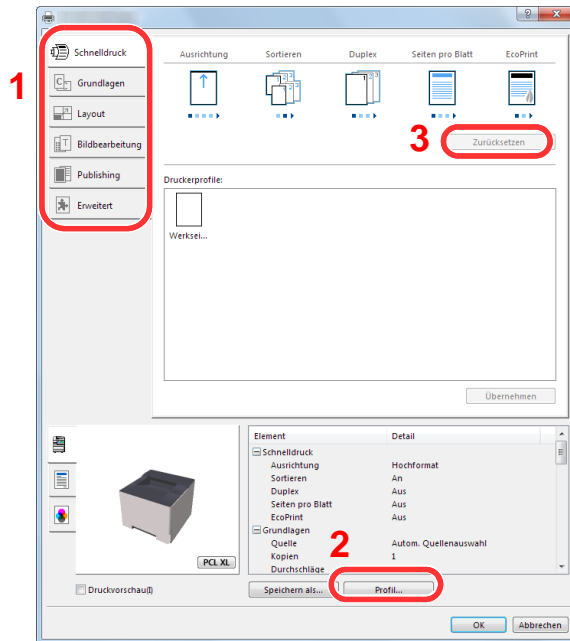 ?
x
1
Schnelldruck
Grundlagen
Layout
Bildbearbeitung
Publishing
Erweitert
Ausrichtung Sortieren Duplex Seiten pro Blatt EcoPrint
3
Zurücksetzen
Druckerprofile:
Werksei...
Übernehmen
Element Detail
Schnelldruck
Ausrichtung Hochformat
Sortieren An
Duplex Aus
Seiten pro Blatt Aus
EcoPrint Aus
Grundlagen
Quelle Autom. Quellenauswahl
Kopien 1
Durchschläge
PCL XL
2
Druckvorschau(I)
Speichern als... Profil...
OK Abbrechen